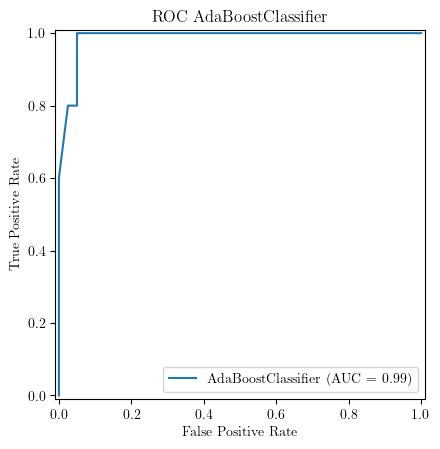 ROC AdaBoostClassifier
True Positive Rate
1.0
0.8
0.6
0.4
0.2
0.0
AdaBoostClassifier (AUC = 0.99)
0.0 0.2 0.4 0.6 0.8 1.0
False Positive Rate